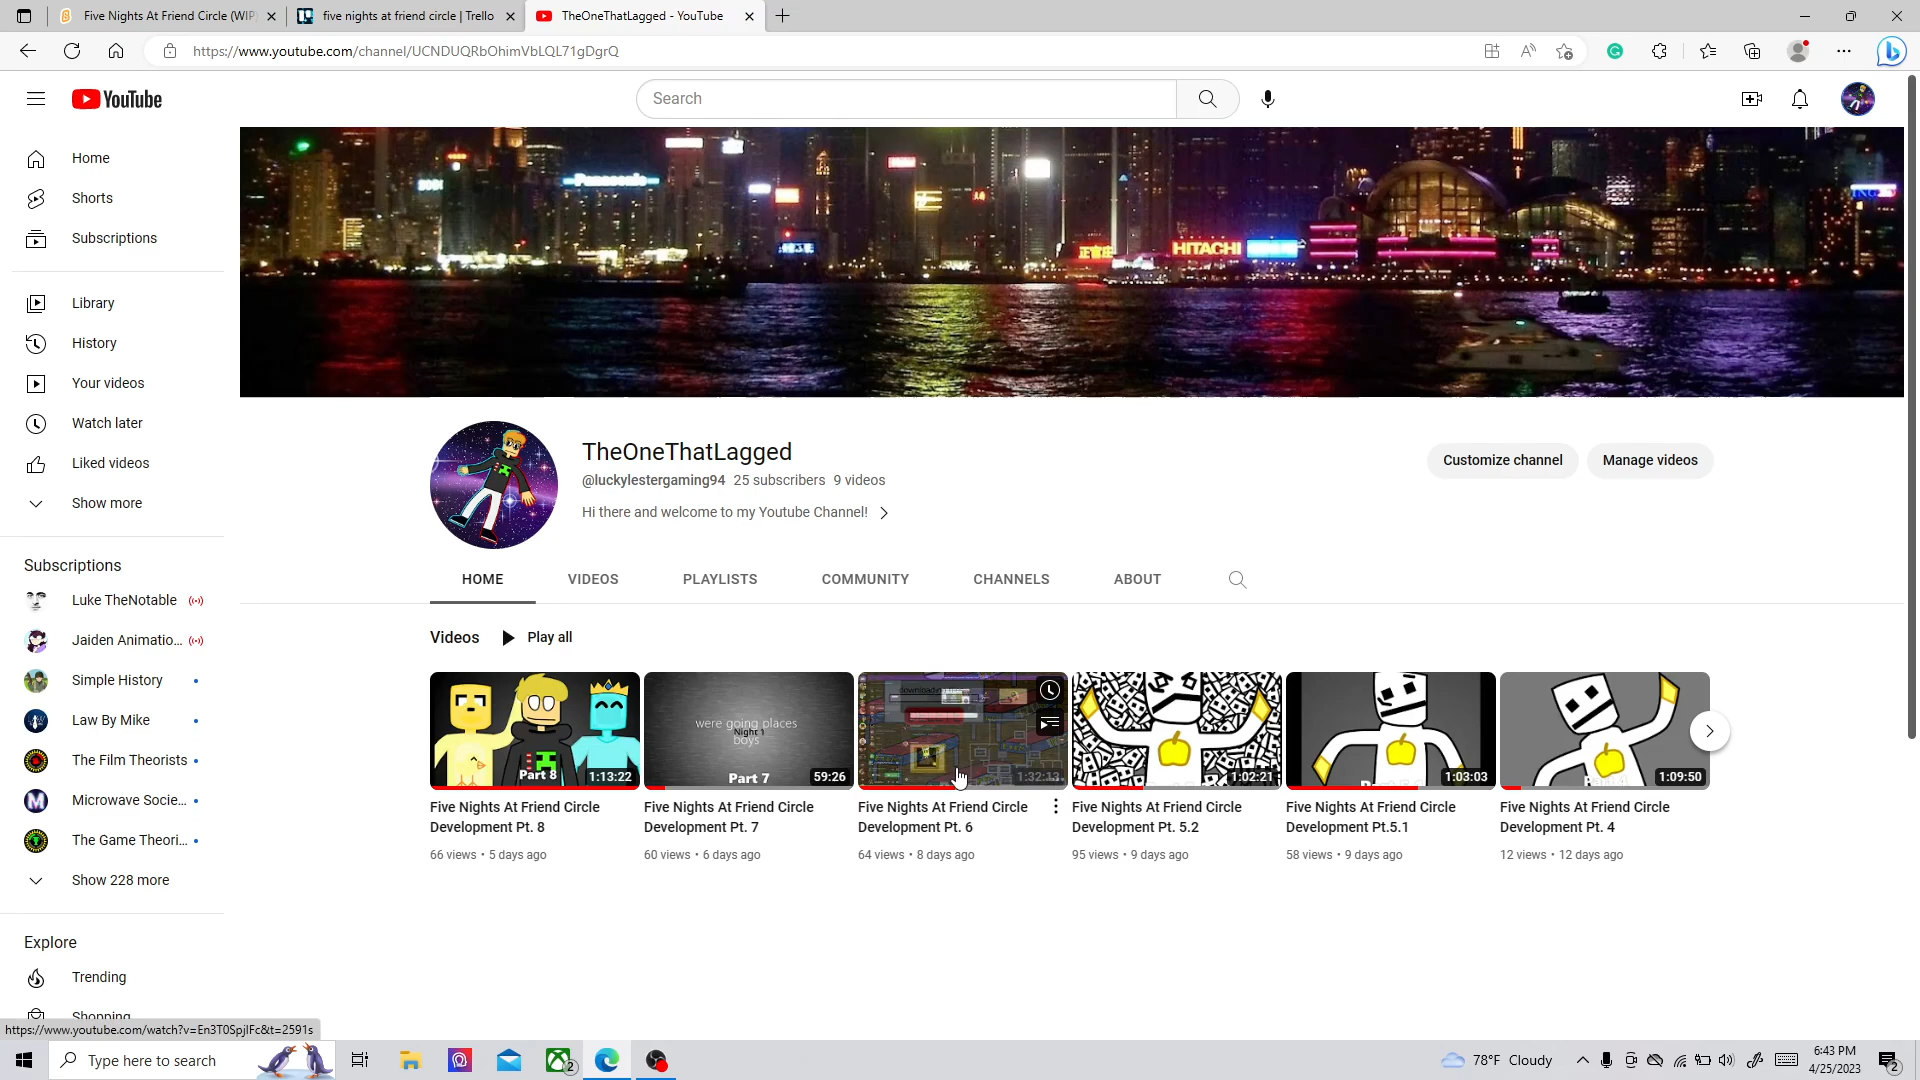 Five Nights At Friend Circle (WIP)
five nights at friend circle | Trello
TheOneThatLagged - YouTube
https://www.youtube.com/channel/UCNDUQRbOhimVbLQL71gDgrQ
YouTube
Search
Home
Shorts
Subscriptions
Library
History
Your videos
Watch later
Liked videos
Show more
Subscriptions
Luke TheNotable
Jaiden Animatio...
Simple History
Law By Mike
The Film Theorists
Microwave Socie...
The Game Theori...
Show 228 more
Explore
Trending
Shopping
Panasonic
HITACHI
TheOneThatLagged
@luckylestergaming94 25 subscribers 9 videos
Hi there and welcome to my Youtube Channel!
Customize channel
Manage videos
HOME
VIDEOS
PLAYLISTS
COMMUNITY
CHANNELS
ABOUT
Videos
Play all
Part 8
1:13:22
were going places
Night 1
boys
Part 7
59:26
1:32:13
1:02:21
1:03:03
1:09:50
Five Nights At Friend Circle
Development Pt. 8
66 views • 5 days ago
Five Nights At Friend Circle
Development Pt. 7
60 views • 6 days ago
Five Nights At Friend Circle
Development Pt. 6
64 views • 8 days ago
Five Nights At Friend Circle
Development Pt. 5.2
95 views • 9 days ago
Five Nights At Friend Circle
Development Pt.5.1
58 views • 9 days ago
Five Nights At Friend Circle
Development Pt. 4
12 views • 12 days ago
https://www.youtube.com/watch?v=En3T0SpjlFc&t=2591s
Type here to search
2
78°F Cloudy
6:43 PM
4/25/2023
2